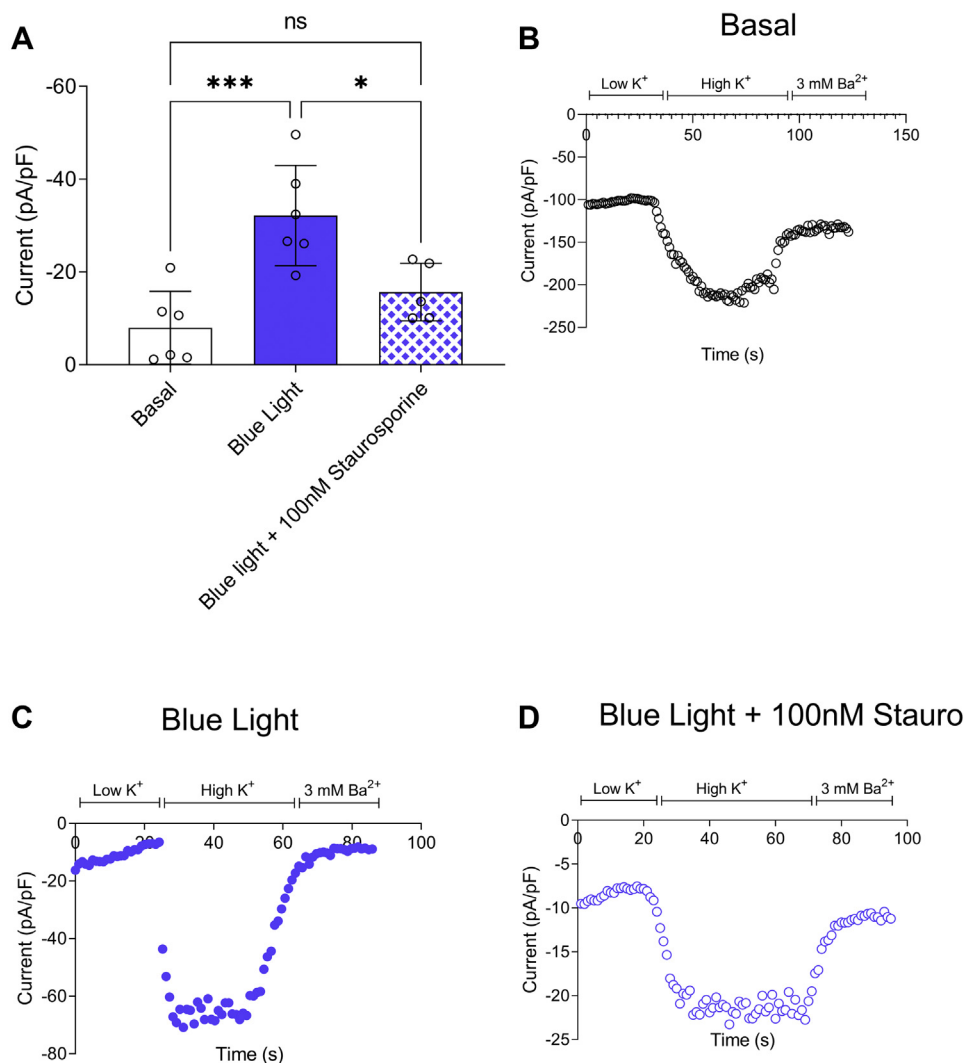 A
ns
***
*
-60
-40
-20
0
Current (pA/pF)
Basal
Blue Light
Blue light + 100nM Staurosporine
B
Basal
Low K⁺
High K⁺
3 mM Ba²⁺
0
50
100
150
0
-50
-100
-150
-200
-250
Current (pA/pF)
Time (s)
C
Blue Light
Low K⁺
High K⁺
3 mM Ba²⁺
0
20
40
60
80
100
0
-20
-40
-60
-80
Current (pA/pF)
Time (s)
D
Blue Light + 100nM Stauro
Low K⁺
High K⁺
3 mM Ba²⁺
0
20
40
60
80
100
0
-5
-10
-15
-20
-25
Current (pA/pF)
Time (s)